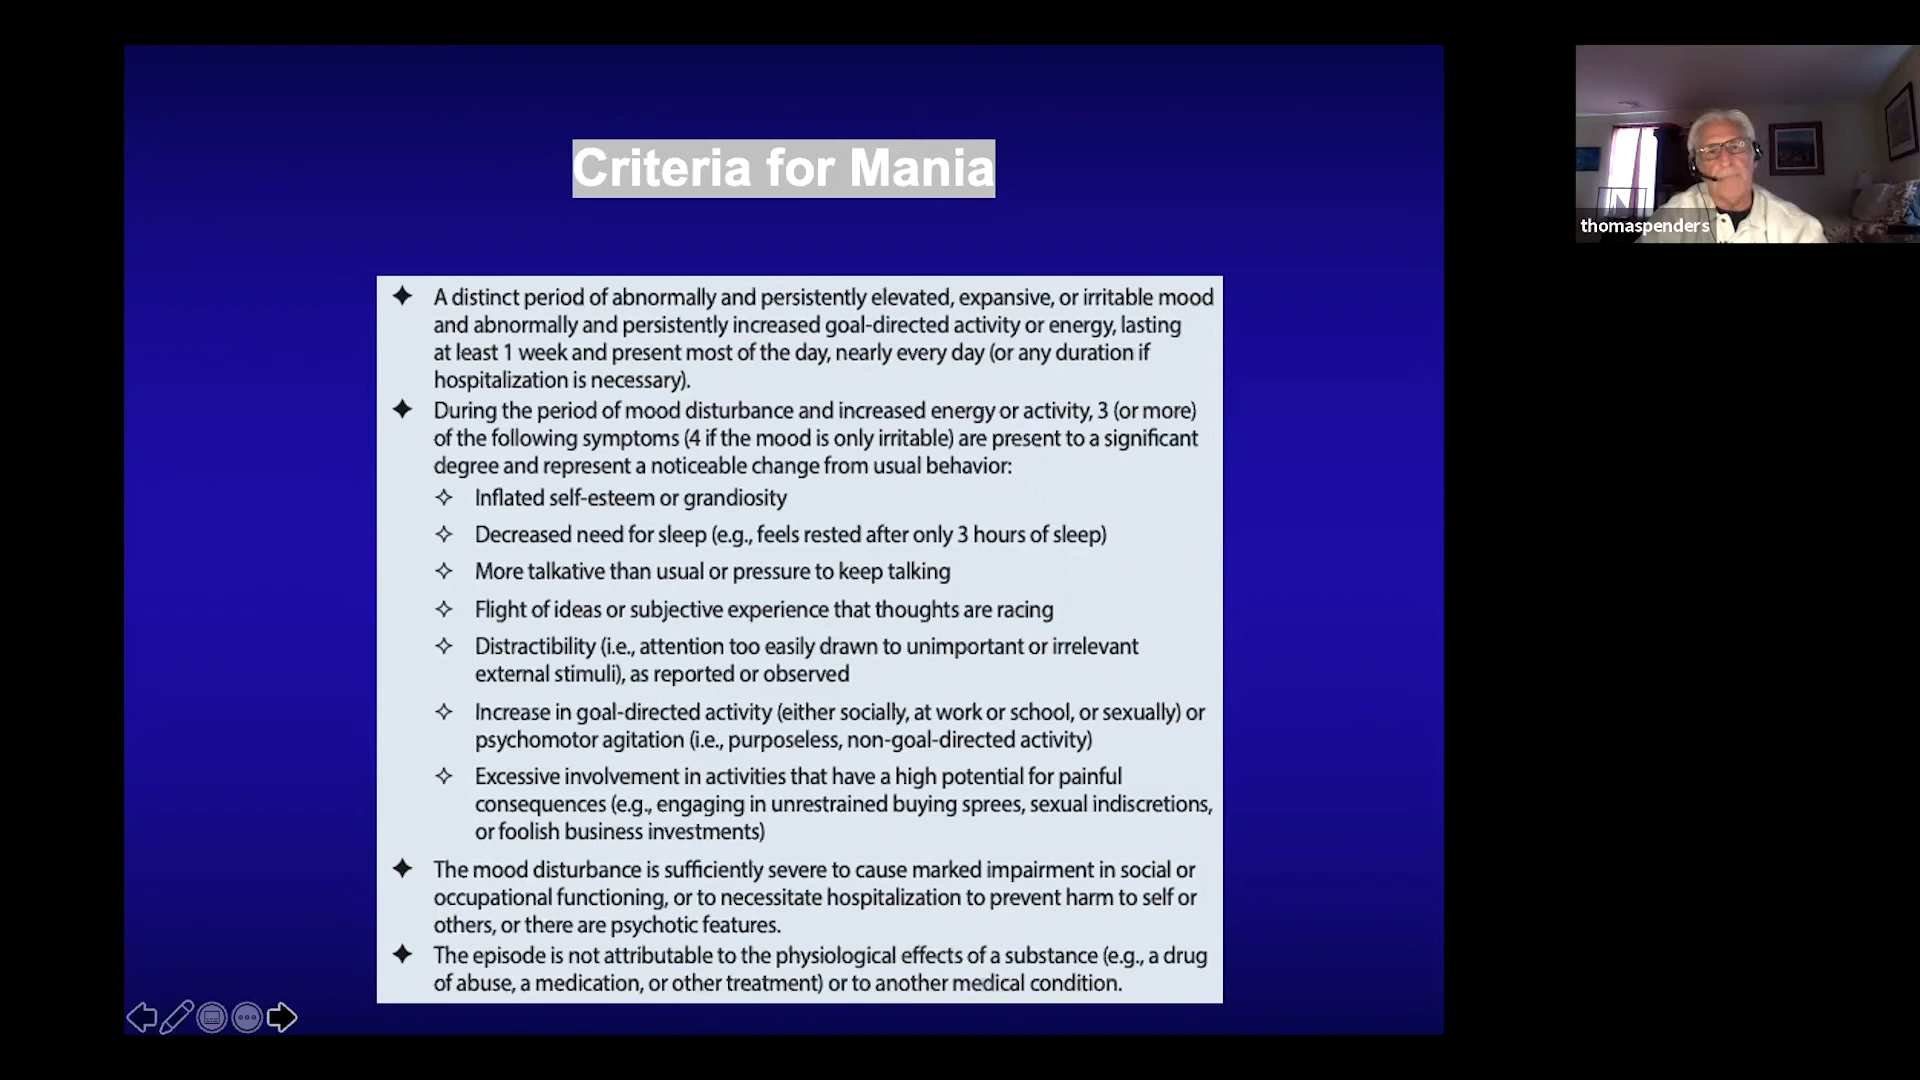 Criteria for Mania
thomaspenders
A distinct period of abnormally and persistently elevated, expansive, or irritable mood
and abnormally and persistently increased goal-directed activity or energy, lasting
at least 1 week and present most of the day, nearly every day (or any duration if
hospitalization is necessary).
During the period of mood disturbance and increased energy or activity, 3 (or more)
of the following symptoms (4 if the mood is only irritable) are present to a significant
degree and represent a noticeable change from usual behavior:
Inflated self-esteem or grandiosity
Decreased need for sleep (e.g., feels rested after only 3 hours of sleep)
More talkative than usual or pressure to keep talking
Flight of ideas or subjective experience that thoughts are racing
Distractibility (i.e., attention too easily drawn to unimportant or irrelevant
external stimuli), as reported or observed
Increase in goal-directed activity (either socially, at work or school, or sexually) or
psychomotor agitation (i.e., purposeless, non-goal-directed activity)
Excessive involvement in activities that have a high potential for painful
consequences (e.g., engaging in unrestrained buying sprees, sexual indiscretions,
or foolish business investments)
The mood disturbance is sufficiently severe to cause marked impairment in social or
occupational functioning, or to necessitate hospitalization to prevent harm to self or
others, or there are psychotic features.
The episode is not attributable to the physiological effects of a substance (e.g., a drug
of abuse, a medication, or other treatment) or to another medical condition.